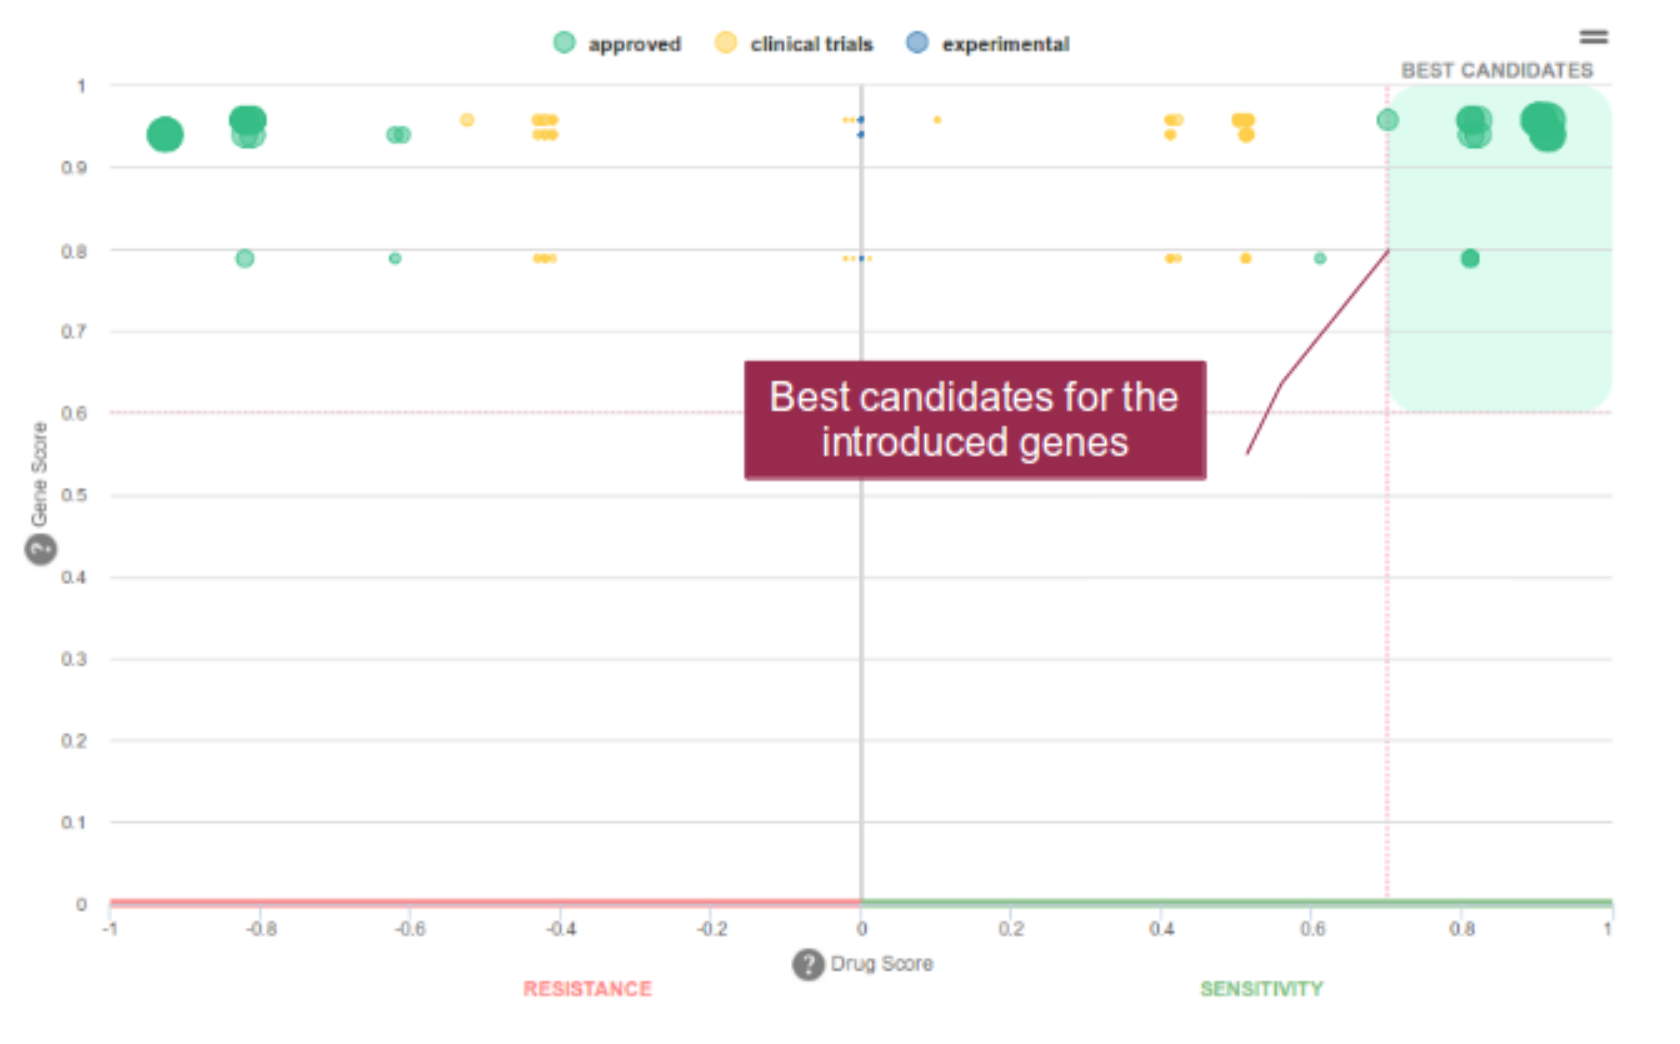 approved clinical trials experimental
BEST CANDIDATES
1
0.9
0.8
0.7
Best candidates for the
introduced genes
0.6
0.5
0.4
0.3
0.2
0.1
0
? Gene Score
-1 -0.8 -0.6 -0.4 -0.2 0 0.2 0.4 0.6 0.8 1
? Drug Score
RESISTANCE SENSITIVITY